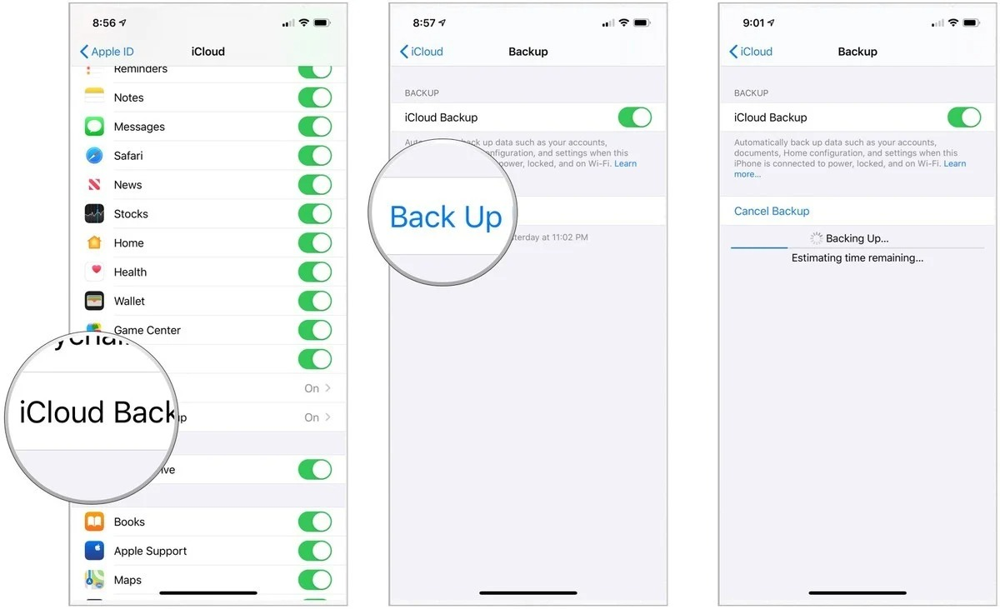 8:56
Apple ID
iCloud
Reminders
Notes
Messages
Safari
News
Stocks
Home
Health
Wallet
Game Center
On
iCloud Back
On
Books
Apple Support
Maps
8:57
iCloud
Backup
BACKUP
iCloud Backup
back up data such as your accounts,
configuration, and settings when this
power, locked, and on Wi-Fi. Learn
Back Up
Yesterday at 11:02 PM
9:01
iCloud
Backup
BACKUP
iCloud Backup
Automatically back up data such as your accounts,
documents, Home configuration, and settings when this
iPhone is connected to power, locked, and on Wi-Fi. Learn
more...
Cancel Backup
Backing Up...
Estimating time remaining...